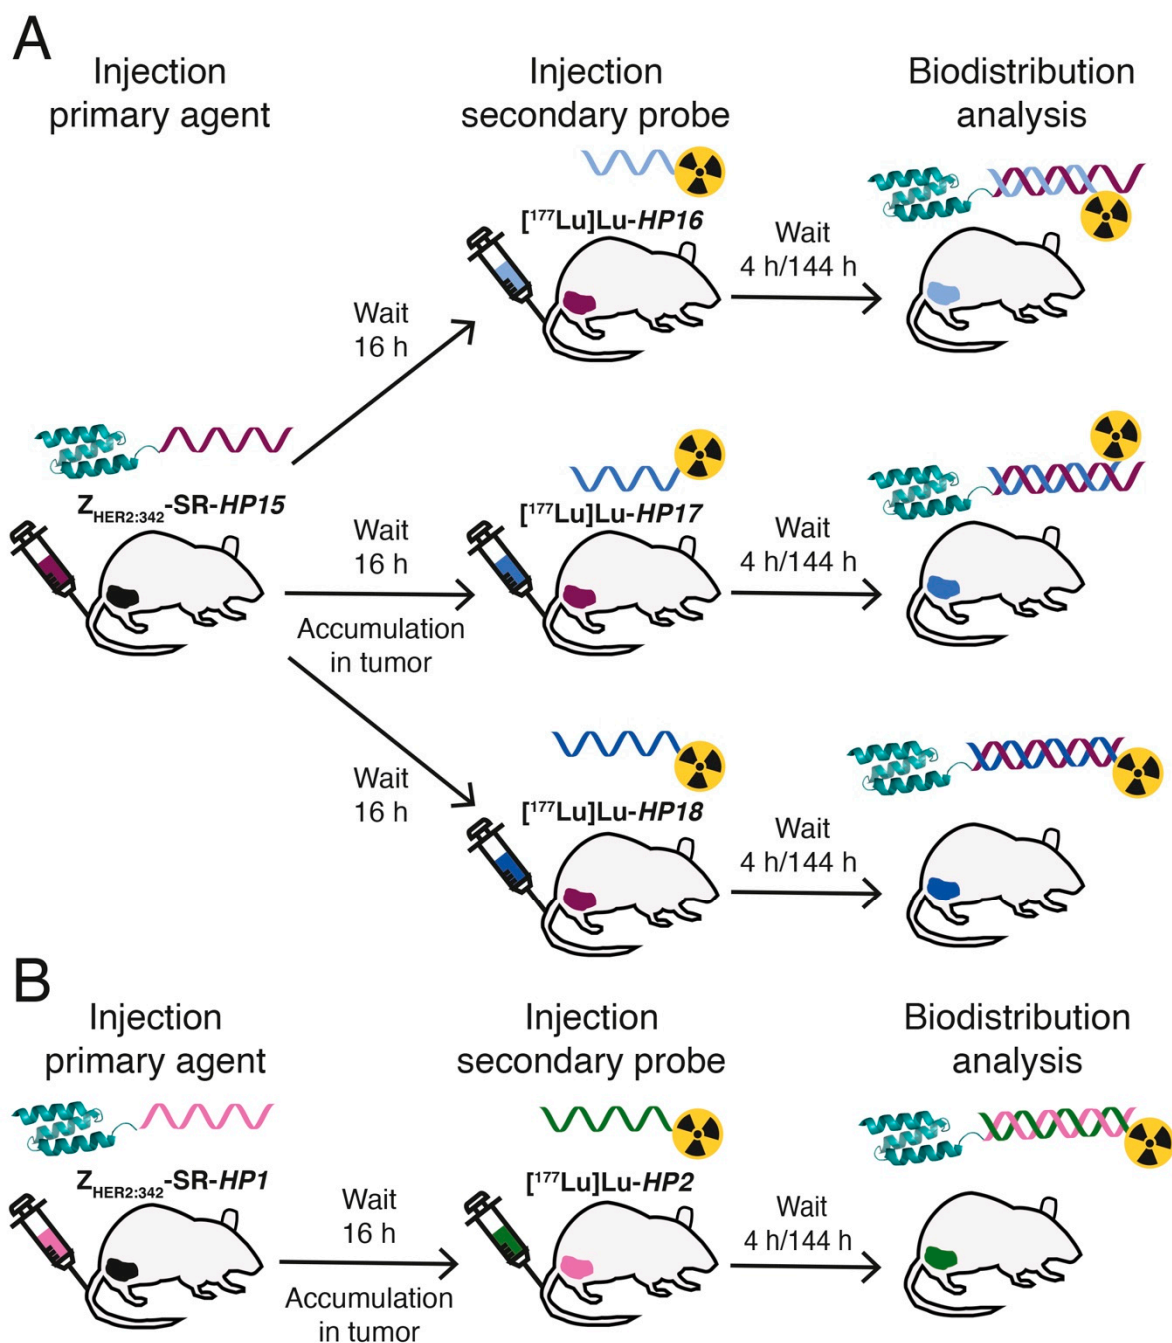 A
Injection
primary agent
Injection
secondary probe
Biodistribution
analysis
[¹⁷⁷Lu]Lu-HP16
Wait
4 h/144 h
Wait
16 h
Z_HER2:342-SR-HP15
Wait
16 h
Accumulation
in tumor
[¹⁷⁷Lu]Lu-HP17
Wait
4 h/144 h
Wait
16 h
[¹⁷⁷Lu]Lu-HP18
Wait
4 h/144 h
B
Injection
primary agent
Injection
secondary probe
Biodistribution
analysis
Z_HER2:342-SR-HP1
Wait
16 h
Accumulation
in tumor
[¹⁷⁷Lu]Lu-HP2
Wait
4 h/144 h